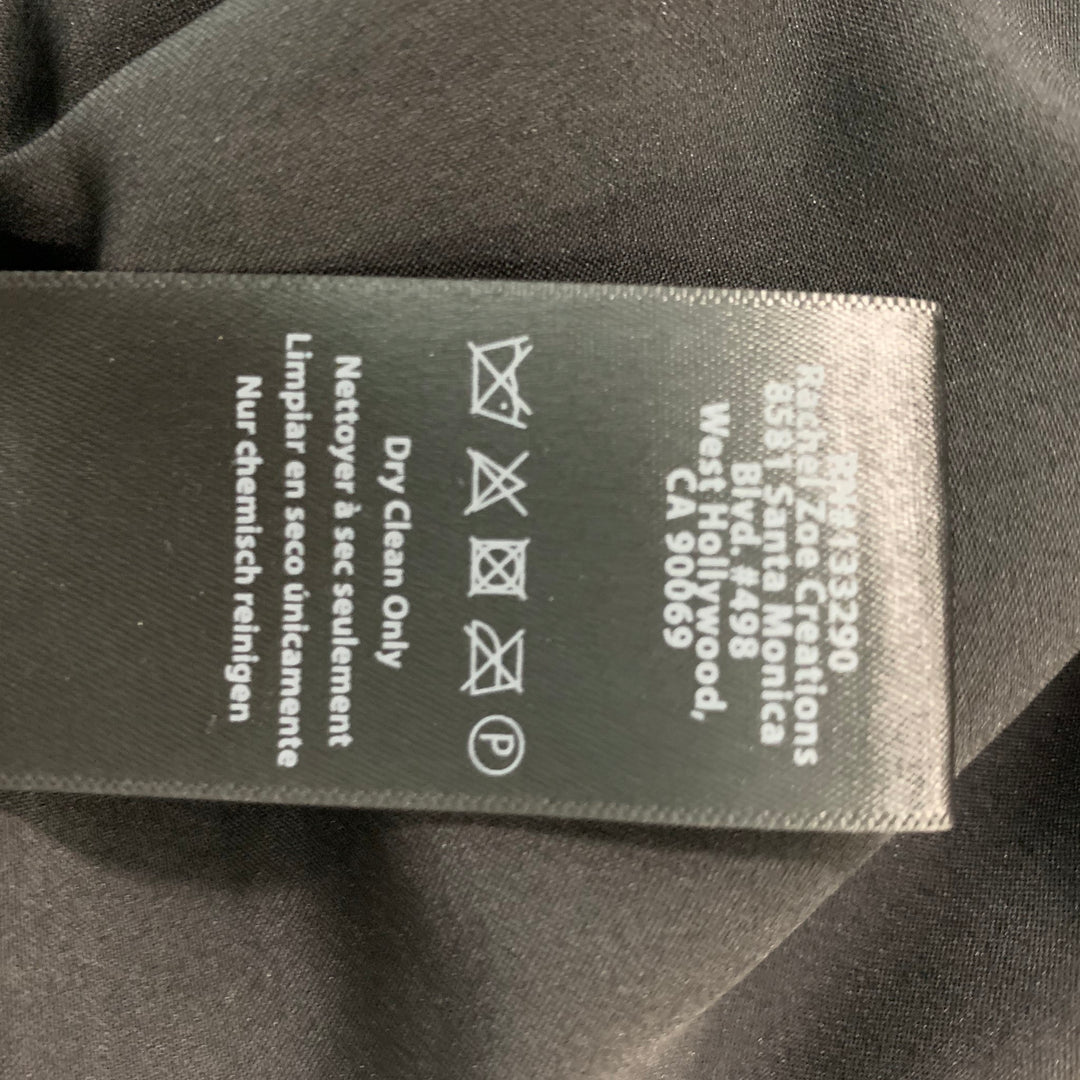 RN# 133290
Rachel Zoe Creations
8581 Santa Monica
Blvd. #498
West Hollywood,
CA 90069
P
Dry Clean Only
Nettoyer à sec seulement
Limpiar en seco únicamente
Nur chemisch reinigen